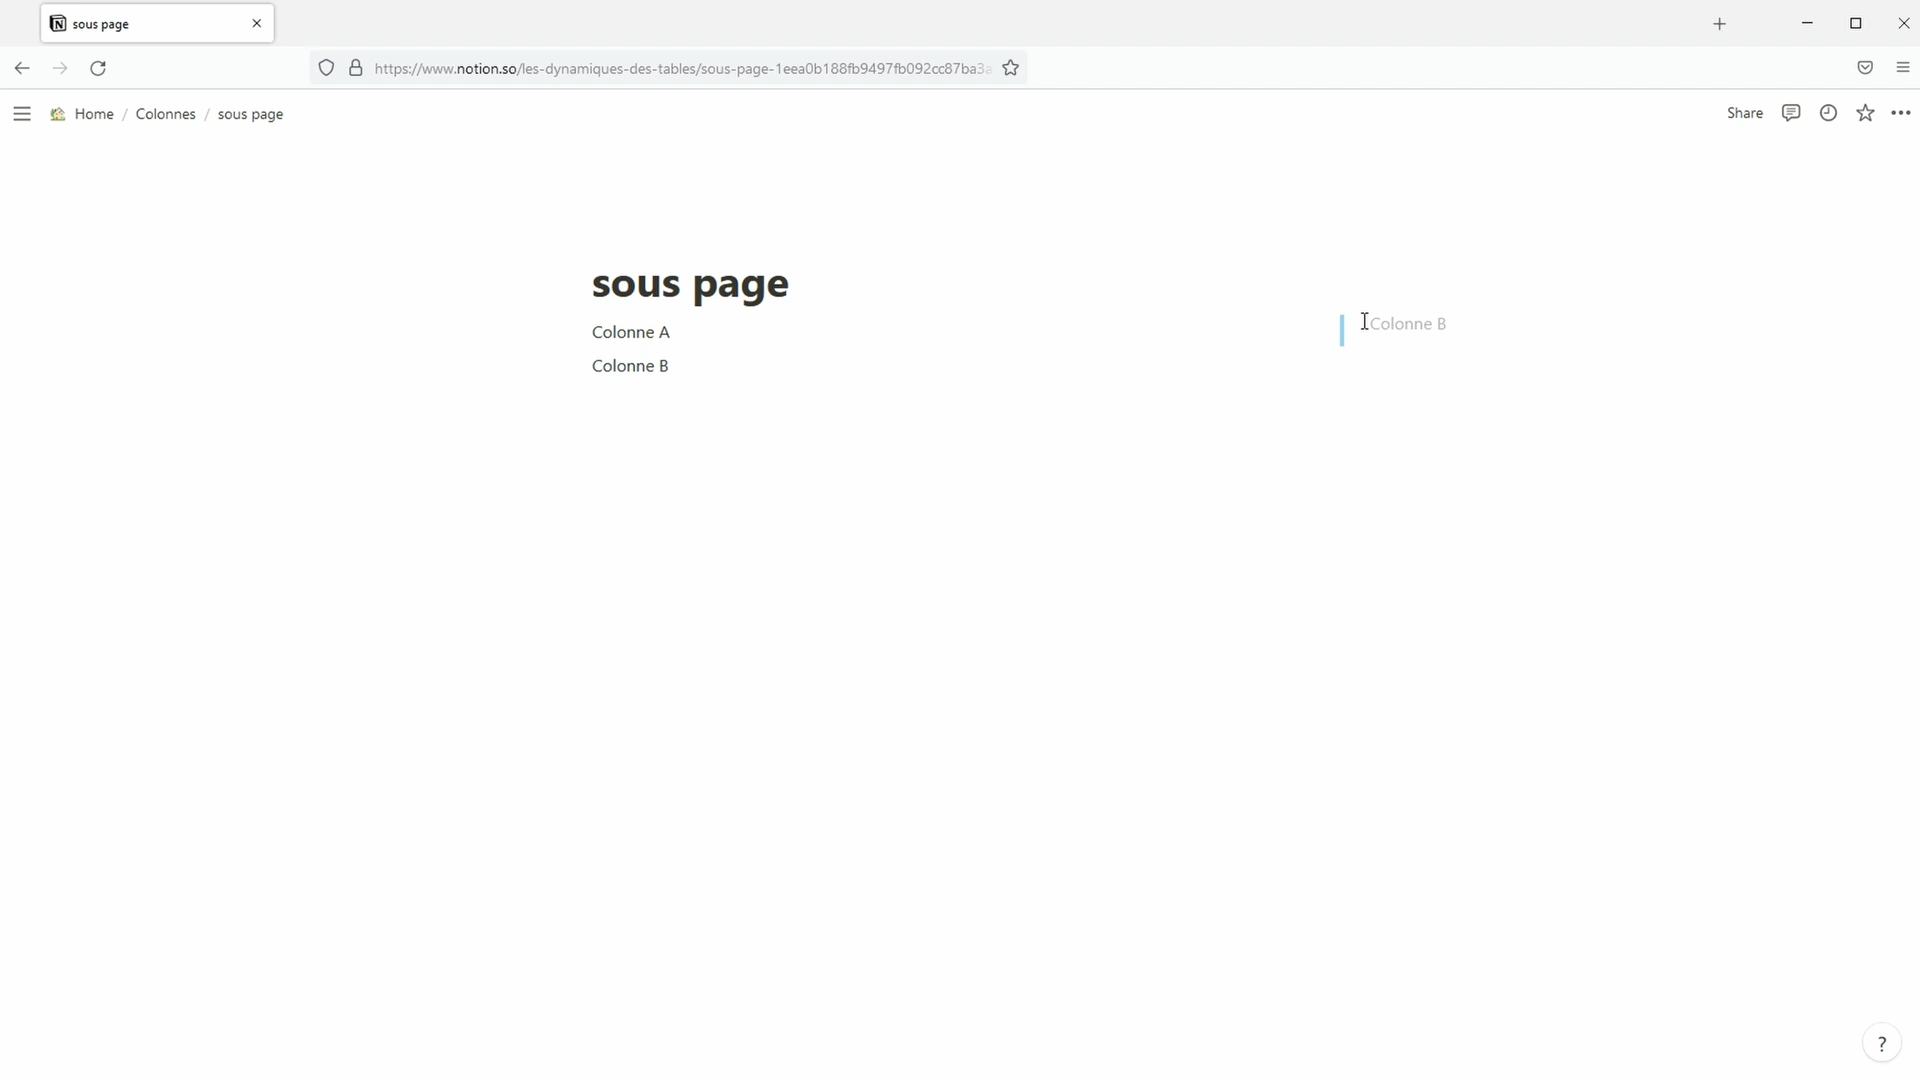 sous page
https://www.notion.so/les-dynamiques-des-tables/sous-page-1eea0b188fb9497fb092cc87ba3a
Home / Colonnes / sous page
Share
sous page
Colonne A
Colonne B
Colonne B
?